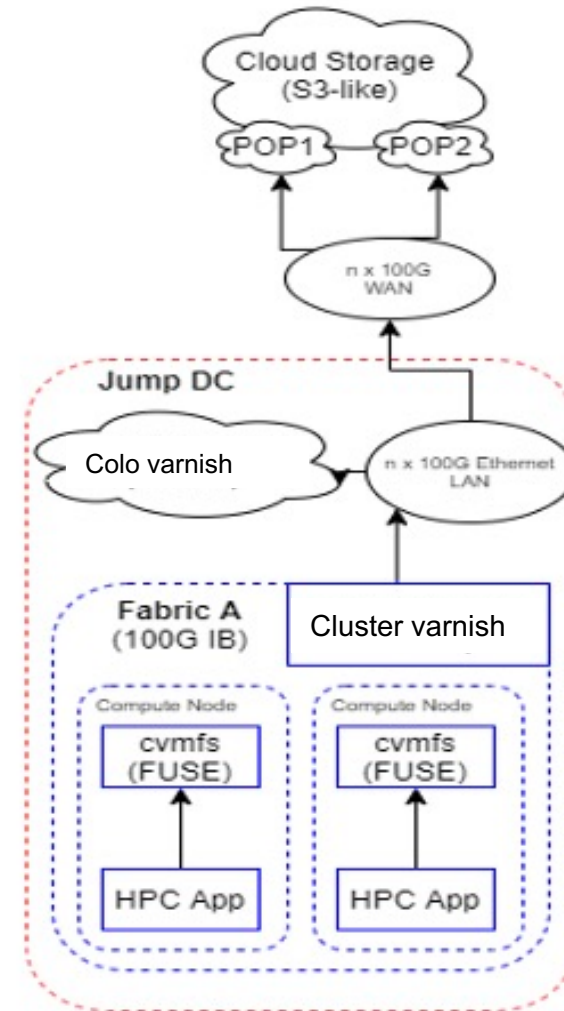 Cloud Storage
(S3-like)
POP1
POP2
n x 100G
WAN
Jump DC
Colo varnish
n x 100G Ethernet
LAN
Fabric A
(100G IB)
Cluster varnish
Compute Node
cvmfs
(FUSE)
HPC App
Compute Node
cvmfs
(FUSE)
HPC App